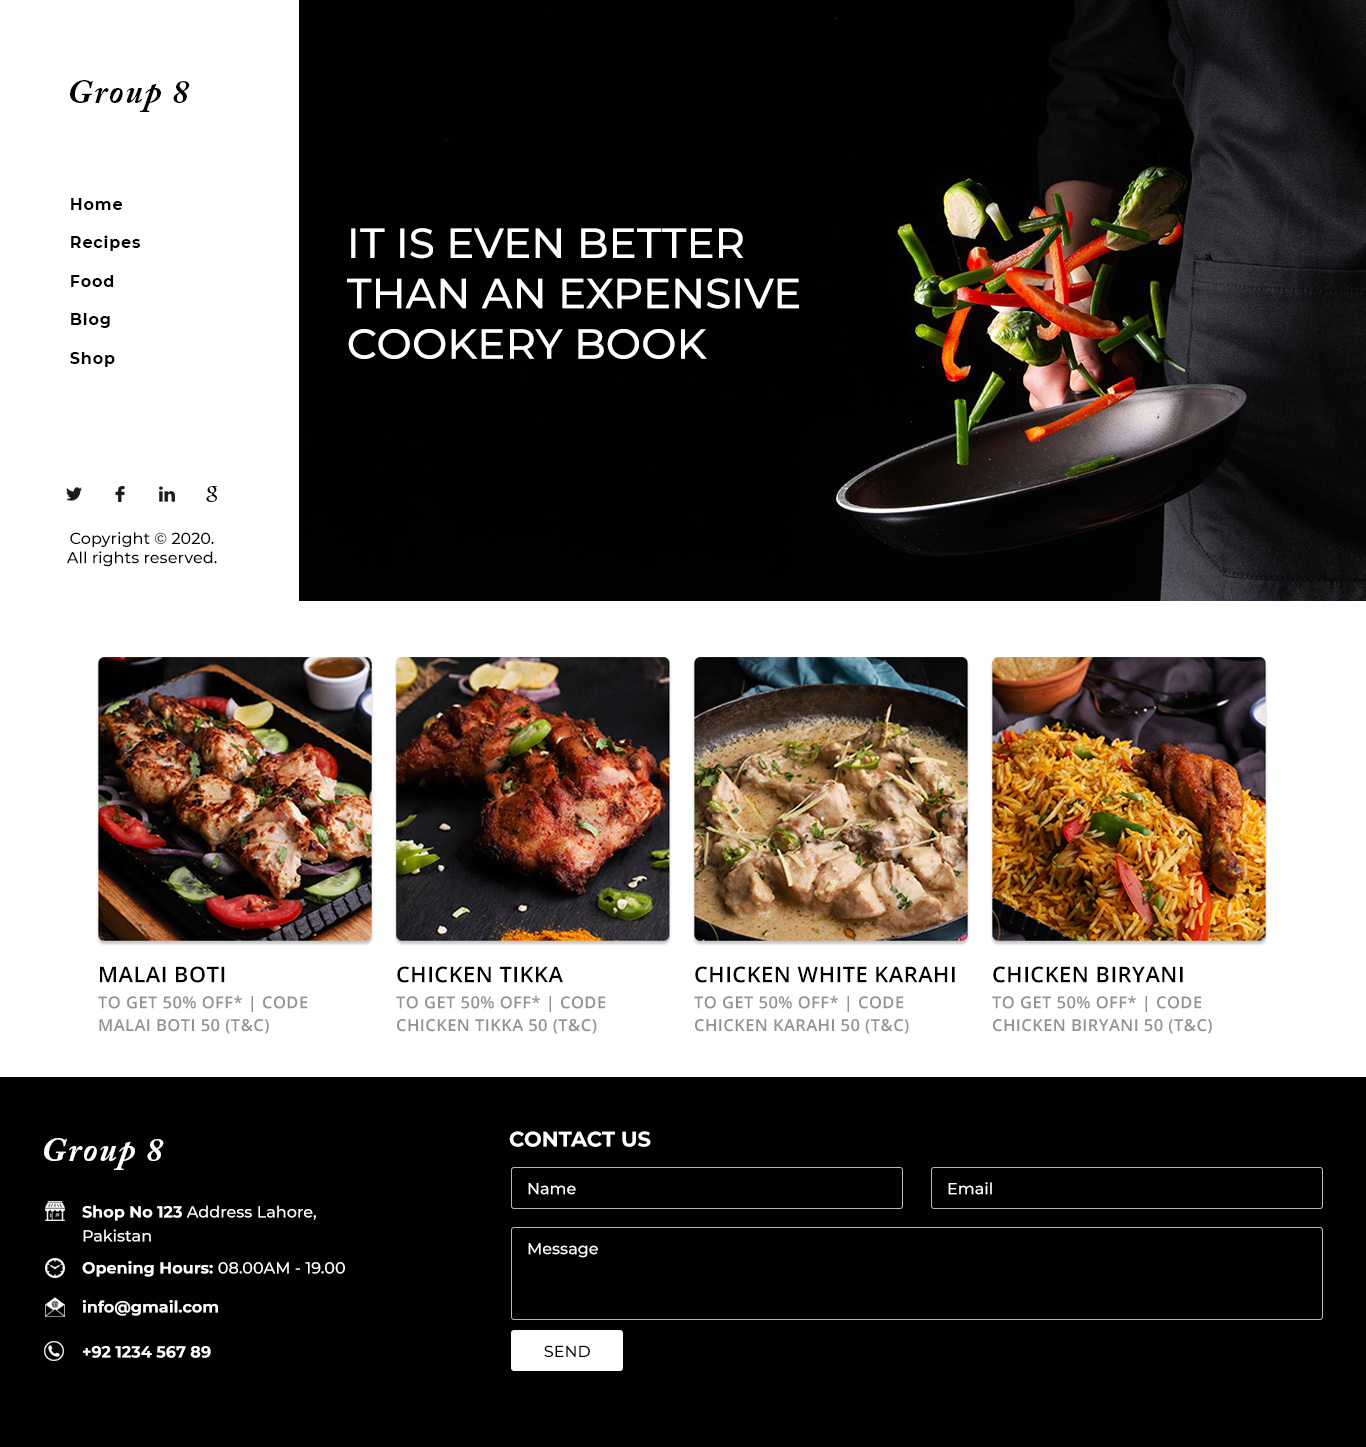 Group 8
Home
Recipes
Food
Blog
Shop
Copyright © 2020.
All rights reserved.
IT IS EVEN BETTER
THAN AN EXPENSIVE
COOKERY BOOK
MALAI BOTI
TO GET 50% OFF* | CODE
MALAI BOTI 50 (T&C)
CHICKEN TIKKA
TO GET 50% OFF* | CODE
CHICKEN TIKKA 50 (T&C)
CHICKEN WHITE KARAHI
TO GET 50% OFF* | CODE
CHICKEN KARAHI 50 (T&C)
CHICKEN BIRYANI
TO GET 50% OFF* | CODE
CHICKEN BIRYANI 50 (T&C)
Group 8
Shop No 123 Address Lahore,
Pakistan
Opening Hours: 08.00AM - 19.00
info@gmail.com
+92 1234 567 89
CONTACT US
Name
Email
Message
SEND